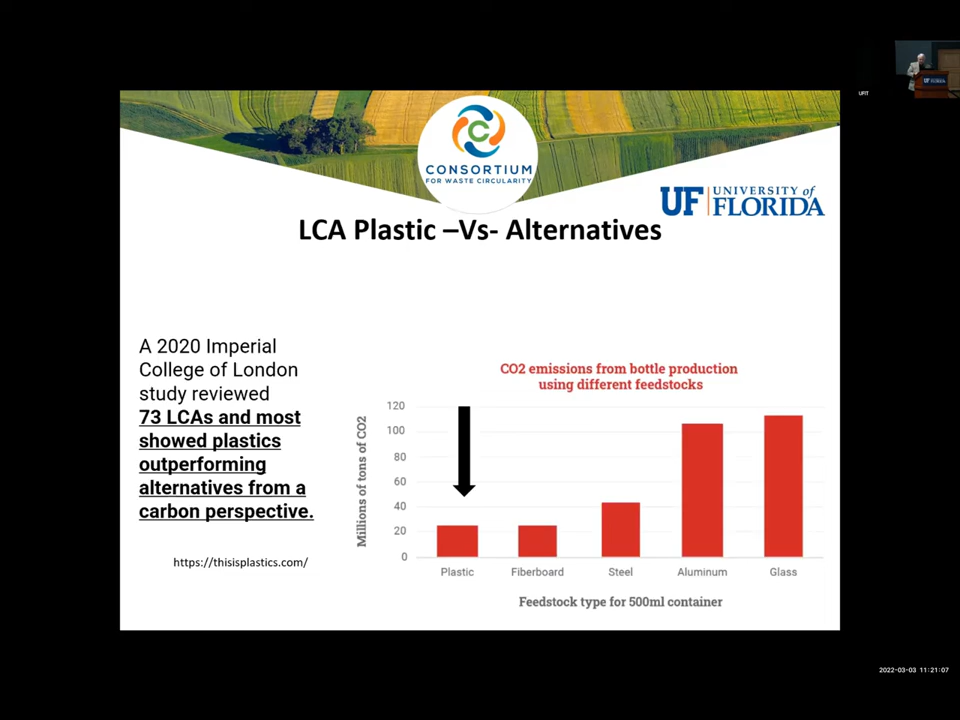 CONSORTIUM
FOR WASTE CIRCULARITY
UF UNIVERSITY of
FLORIDA
LCA Plastic –Vs- Alternatives
A 2020 Imperial
College of London
study reviewed
73 LCAs and most
showed plastics
outperforming
alternatives from a
carbon perspective.
https://thisisplastics.com/
CO2 emissions from bottle production
using different feedstocks
Millions of tons of CO2
120
100
80
60
40
20
0
Plastic Fiberboard Steel Aluminum Glass
Feedstock type for 500ml container
UFIT
2022-03-03 11:21:07